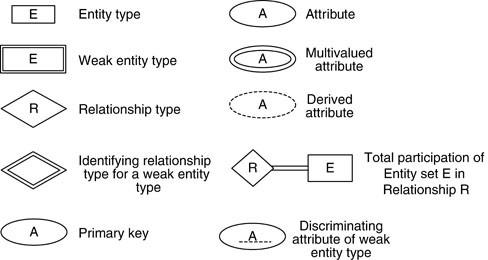 E Entity type
A Attribute
E Weak entity type
A Multivalued
attribute
R Relationship type
A Derived
attribute
Identifying relationship
type for a weak entity
type
R E Total participation of
Entity set E in
Relationship R
A Primary key
A Discriminating
attribute of weak
entity type